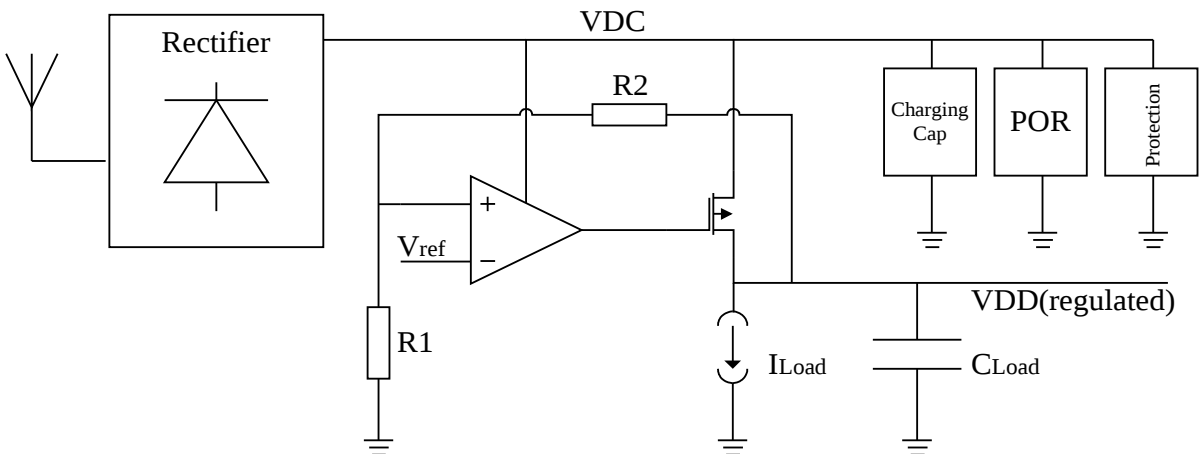 VDC
Rectifier
R2
Charging
Cap
POR
Protection
+
Vref
−
VDD(regulated)
R1
ILoad
CLoad